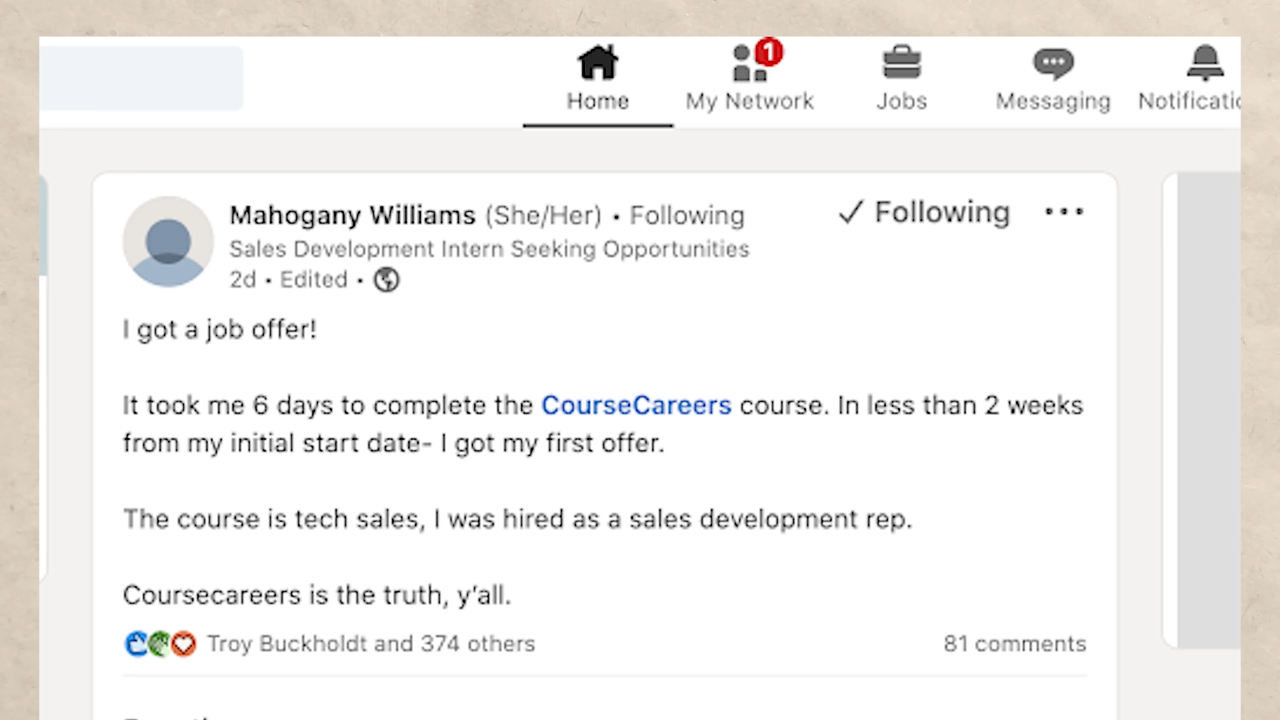 1
Home
My Network
Jobs
Messaging
Mahogany Williams (She/Her) • Following
✓ Following •••
Sales Development Intern Seeking Opportunities
2d • Edited •
I got a job offer!
It took me 6 days to complete the CourseCareers course. In less than 2 weeks
from my initial start date- I got my first offer.
The course is tech sales, I was hired as a sales development rep.
Coursecareers is the truth, y’all.
Troy Buckholdt and 374 others
81 comments